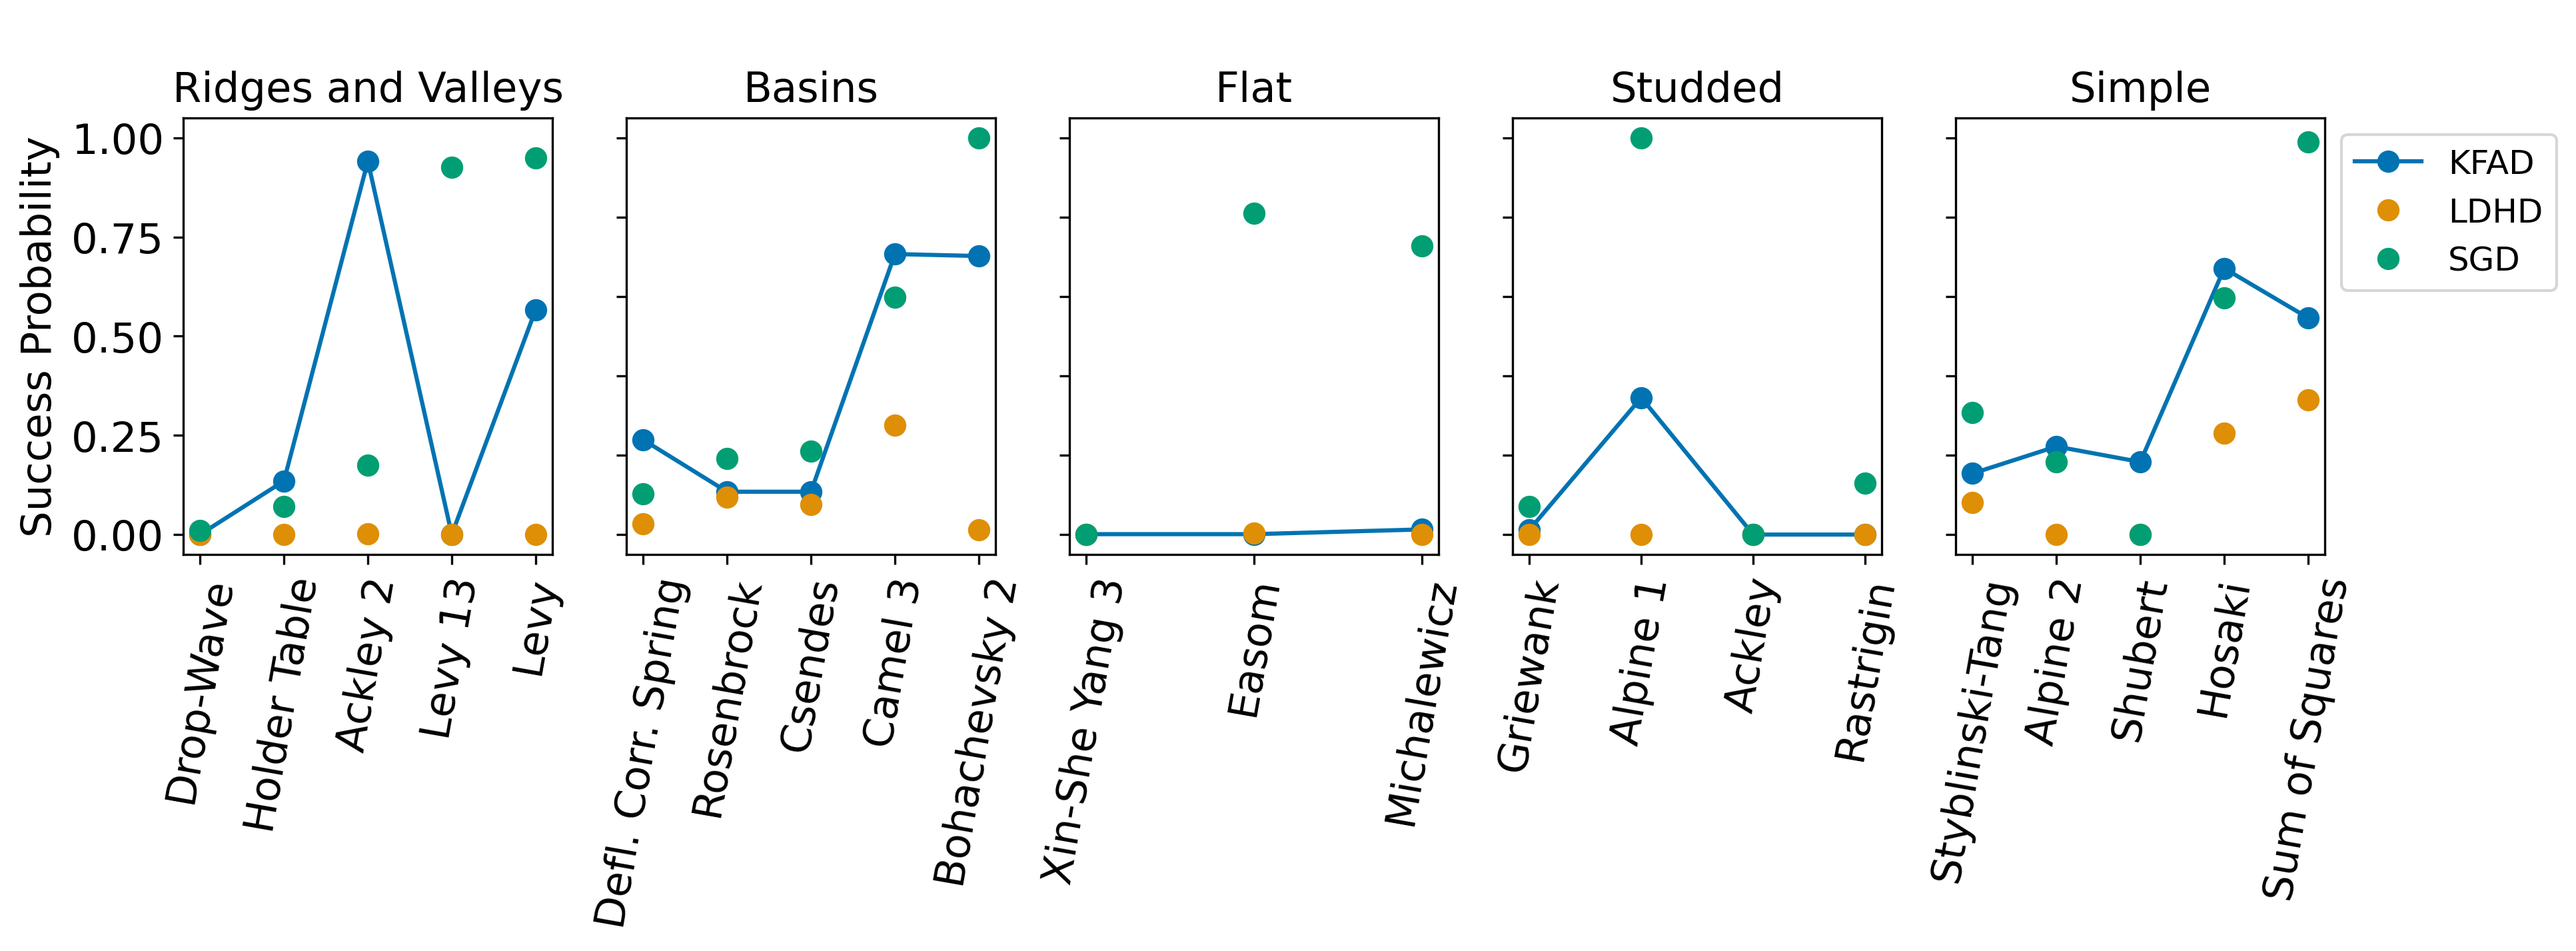 Ridges and Valleys
Basins
Flat
Studded
Simple
Success Probability
1.00
0.75
0.50
0.25
0.00
KFAD
LDHD
SGD
Drop-Wave
Holder Table
Ackley 2
Levy 13
Levy
Defl. Corr. Spring
Rosenbrock
Csendes
Camel 3
Bohachevsky 2
Xin-She Yang 3
Easom
Michalewicz
Griewank
Alpine 1
Ackley
Rastrigin
Styblinski-Tang
Alpine 2
Shubert
Hosaki
Sum of Squares